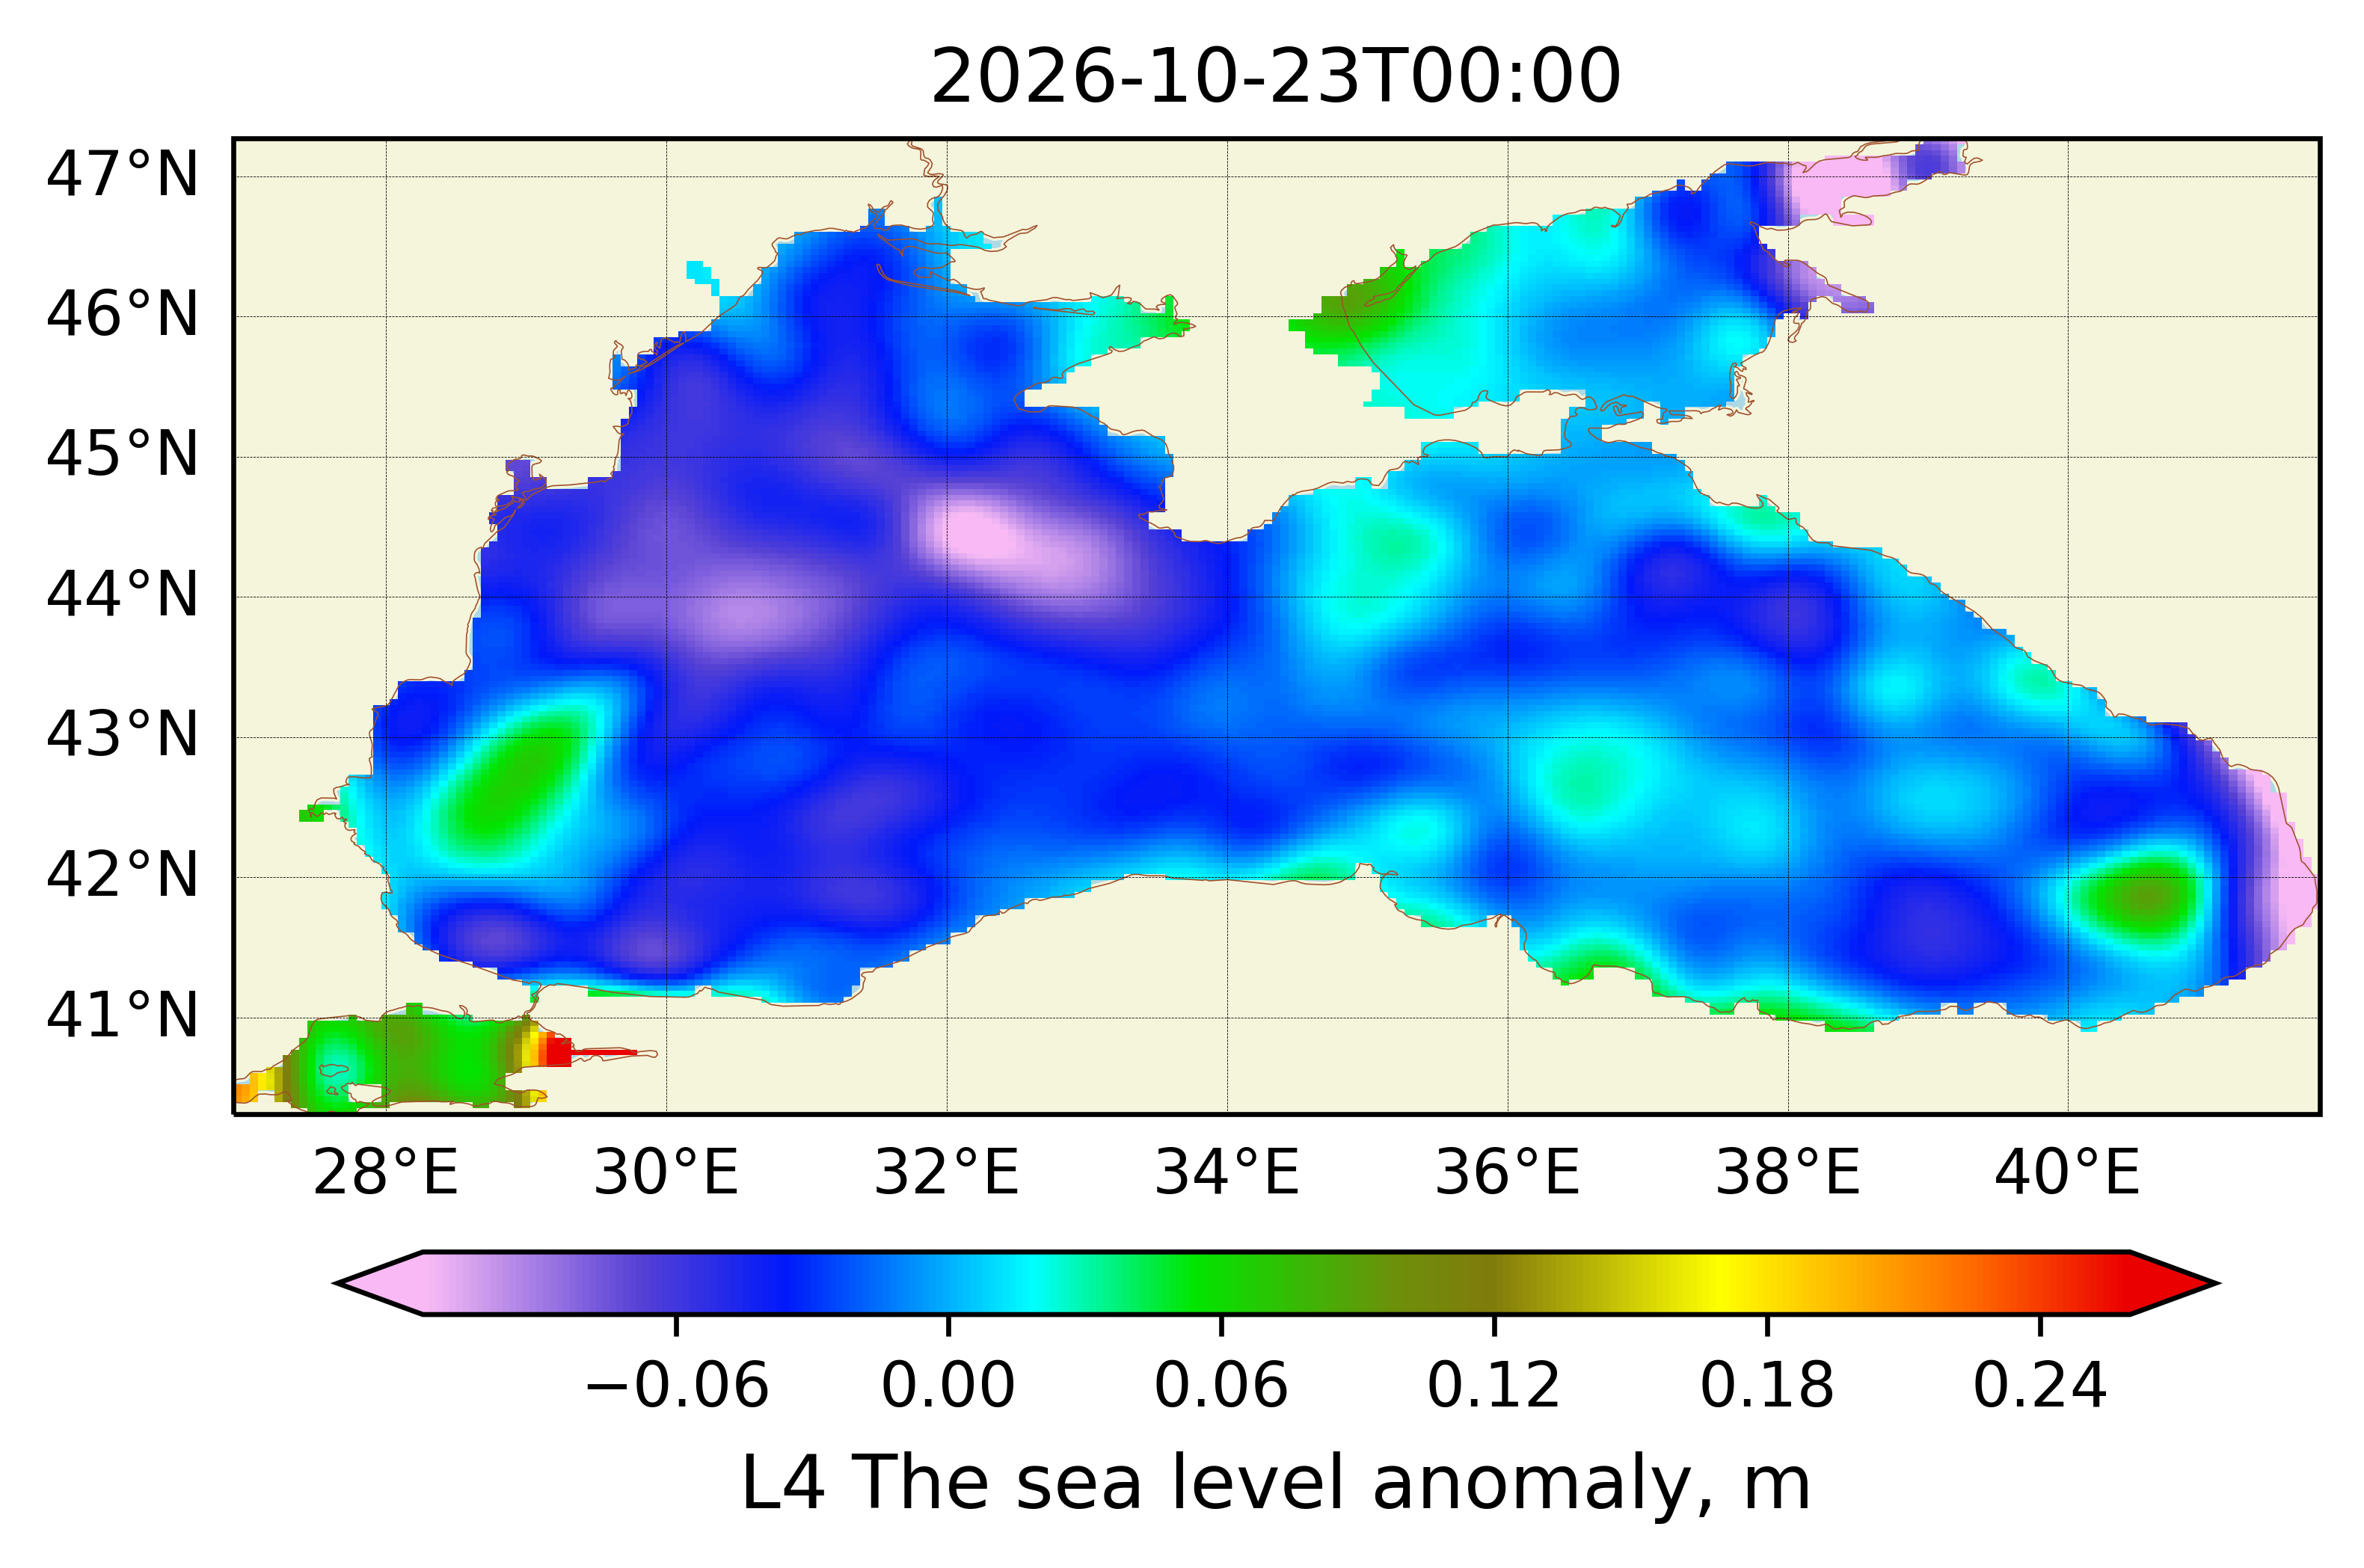 2026-10-23T00:00
47°N
46°N
45°N
44°N
43°N
42°N
41°N
28°E 30°E 32°E 34°E 36°E 38°E 40°E
−0.06 0.00 0.06 0.12 0.18 0.24
L4 The sea level anomaly, m